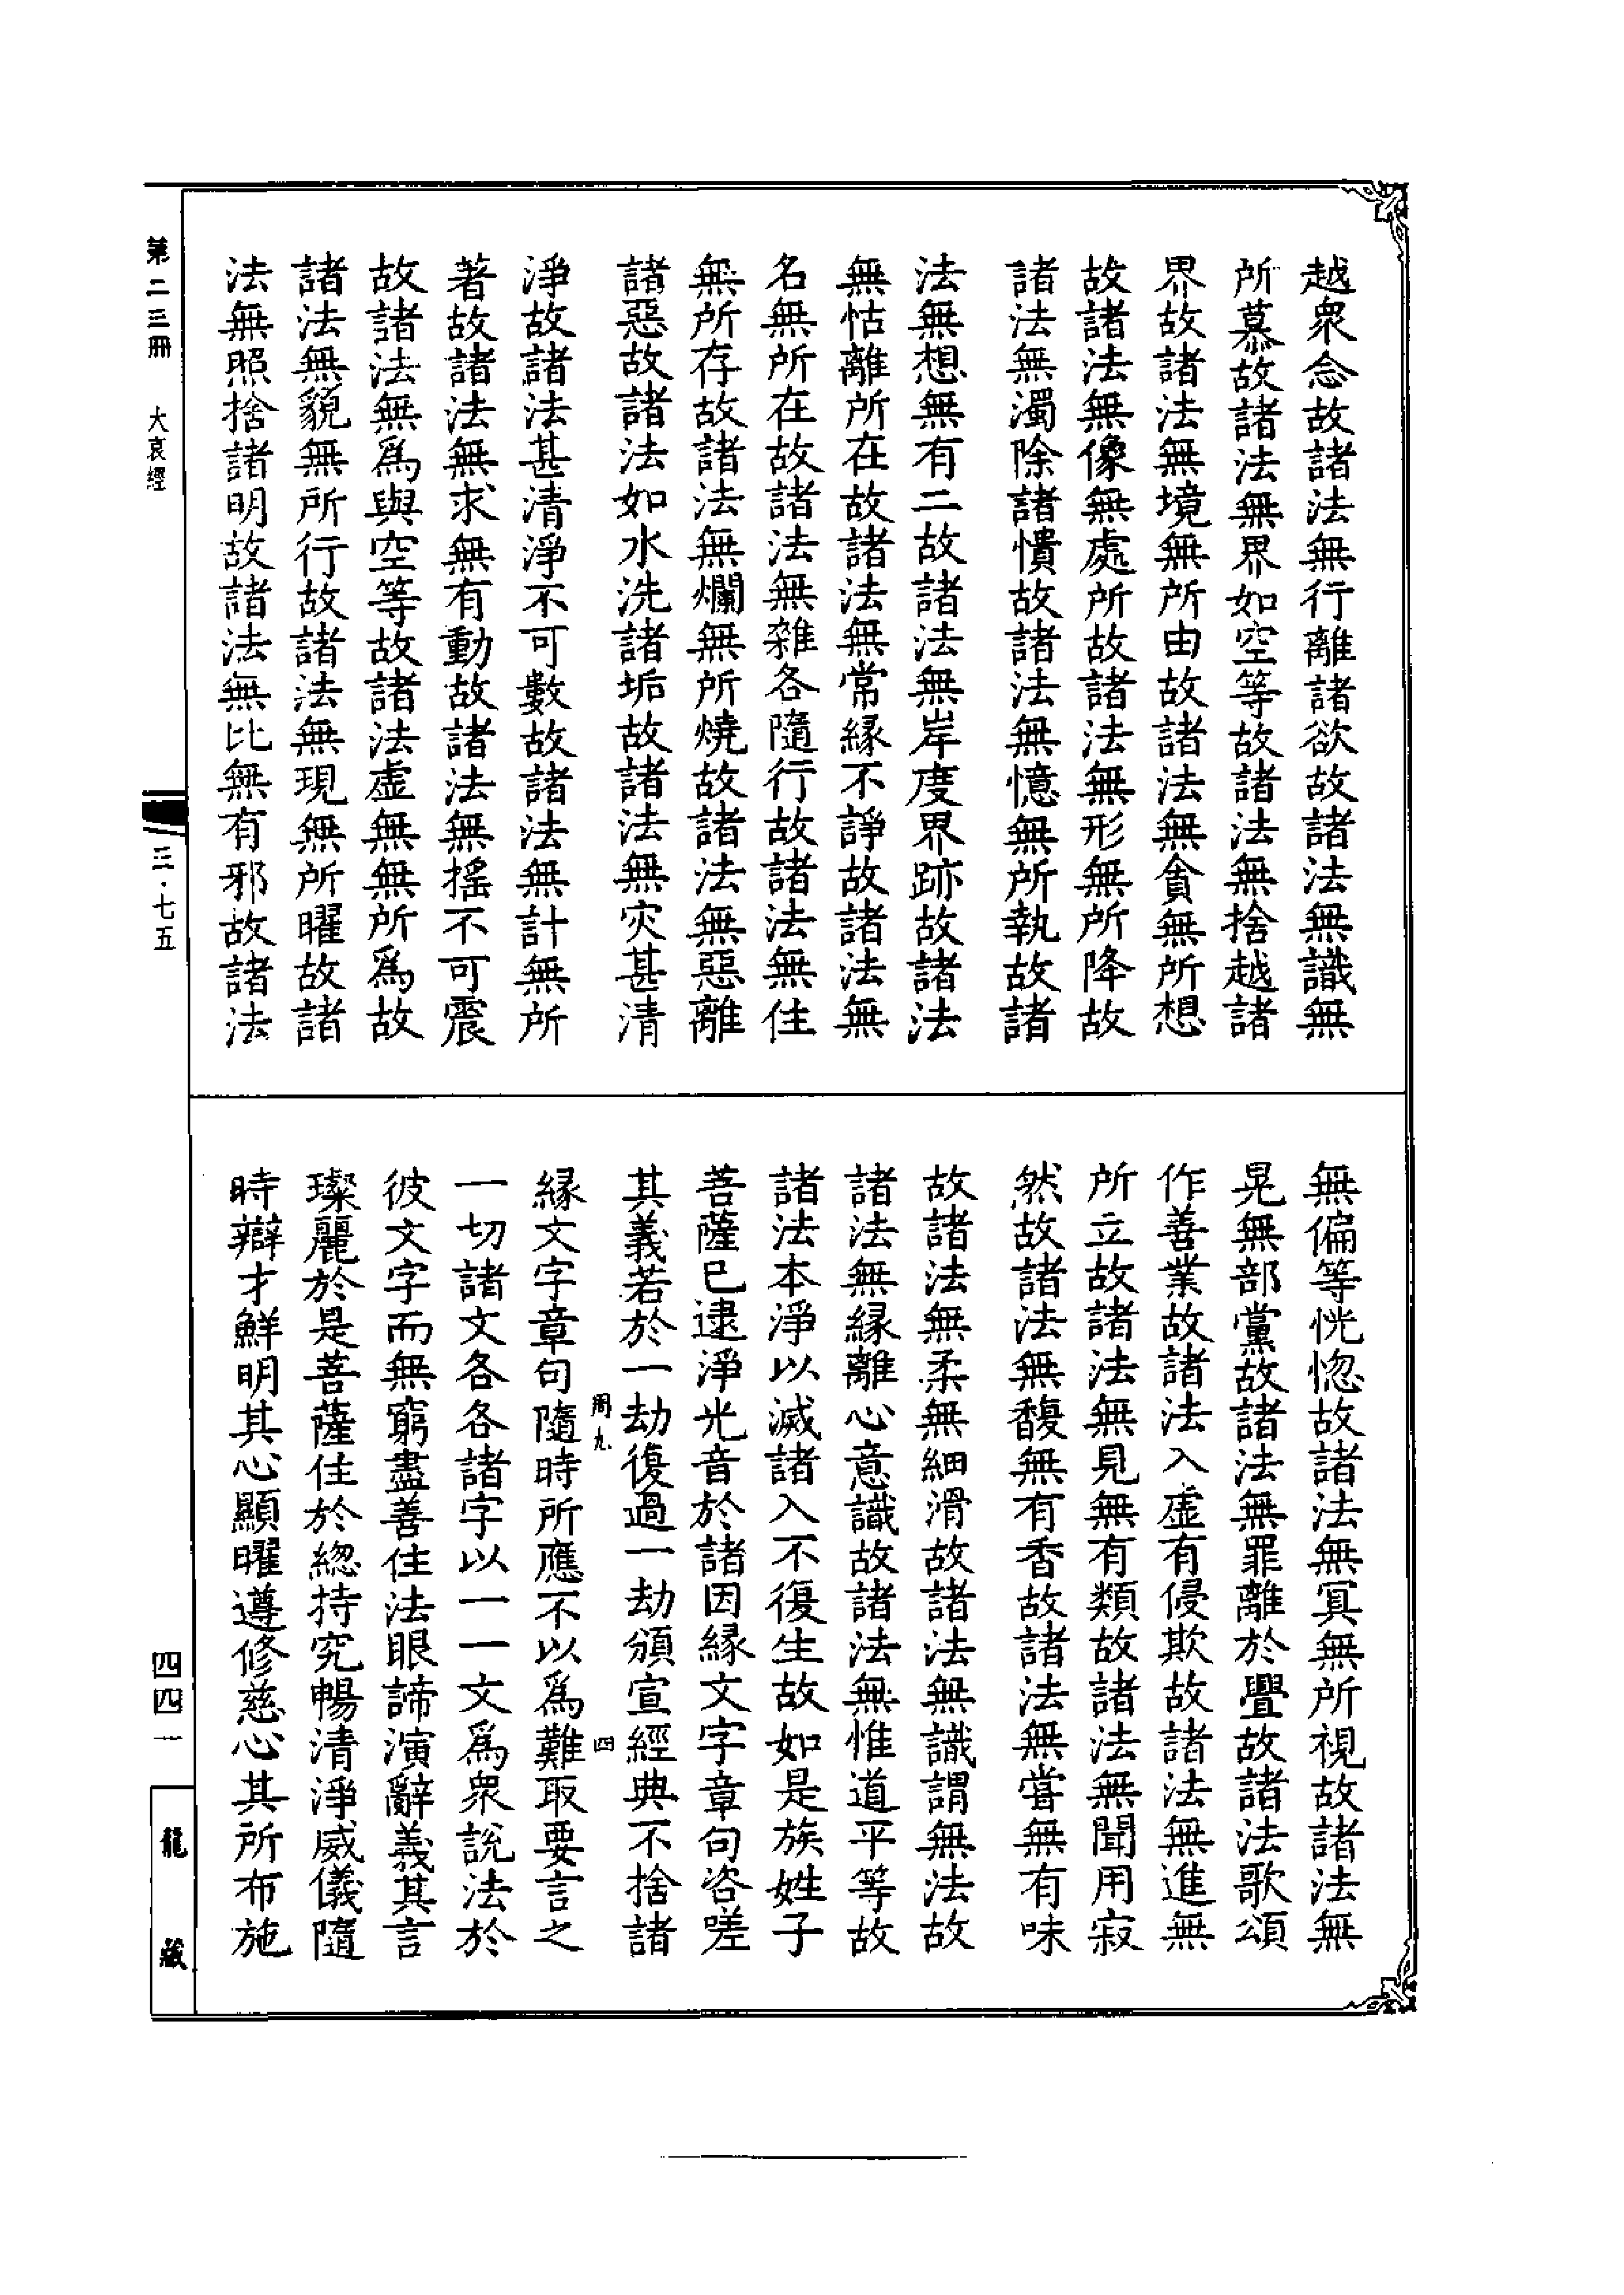 越衆念故諸法無行離諸欲故諸法無識無
所慕故諸法無界如空等故諸法無捨越諸
界故諸法無境無所由故諸法無貪無所想
故諸法無像無處所故諸法無形無所降故
諸法無濁除諸憒故諸法無憶無所執故諸
法無想無有二故諸法無岸度界跡故諸法
無怙離所在故諸法無常縁不諍故諸法無
名無所在故諸法無雜各隨行故諸法無住
無所存故諸法無爛無所燒故諸法無惡離
諸惡故諸法如水洗諸垢故諸法無灾甚清
淨故諸法甚清淨不可數故諸法無計無所
著故諸法無求無有動故諸法無搖不可震
故諸法無爲與空等故諸法虚無無所爲故
諸法無貌無所行故諸法無現無所曜故諸
法無照捨諸明故諸法無比無有邪故諸法
無偏等恍惚故諸法無冥無所視故諸法無
晃無部黨故諸法無罪離於舋故諸法歌頌
作善業故諸法入虚有侵欺故諸法無進無
所立故諸法無見無有類故諸法無聞用寂
然故諸法無馥無有香故諸法無甞無有味
故諸法無柔無細滑故諸法無識謂無法故
諸法無縁離心意識故諸法無惟道平等故
諸法本淨以滅諸入不復生故如是族姓子
菩薩已逮淨光音於諸因縁文字章句咨嗟
其義若於一劫復過一劫頒宣經典不捨諸
周九
四
縁文字章句隨時所應不以爲難取要言之
一切諸文各各諸字以一一文爲衆説法於
彼文字而無窮盡善住法眼諦演辭義其言
璨麗於是菩薩住於緫持究暢清淨威儀隨
時辯才鮮明其心顯曜遵修慈心其所布施
第二三冊
大哀經
三·七五
四四一
龍藏